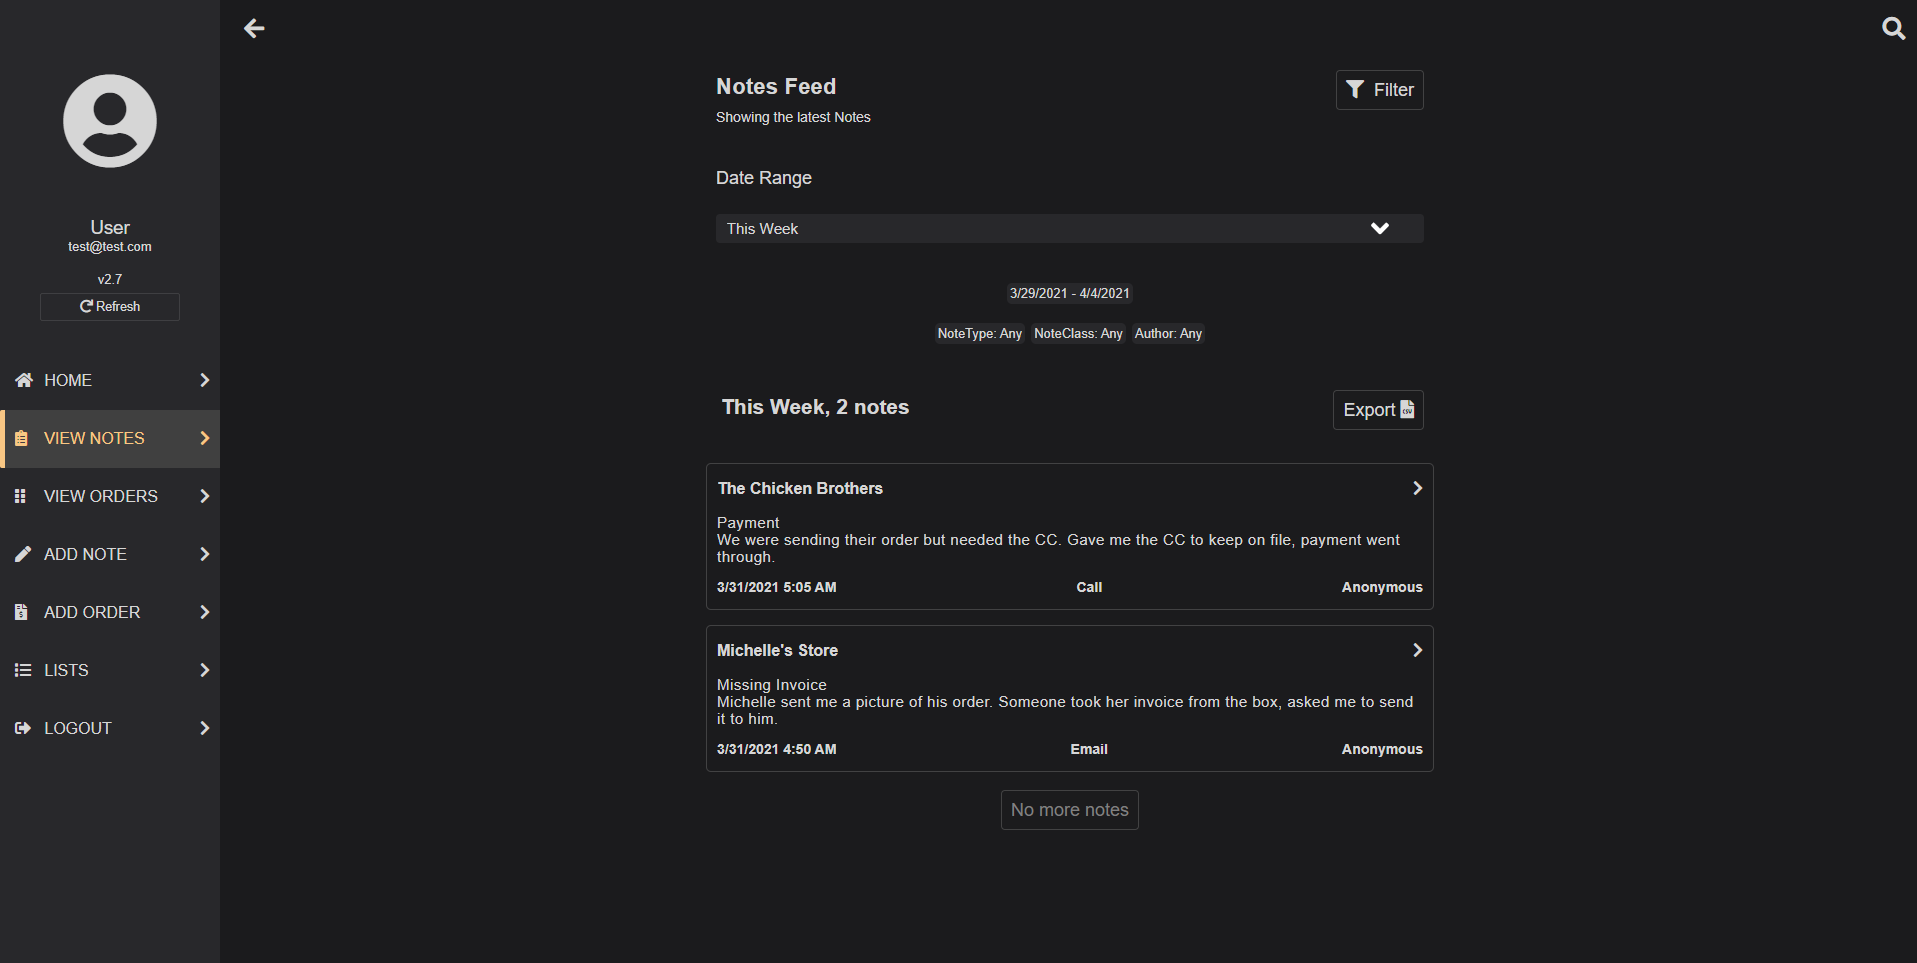 User
test@test.com
v2.7
Refresh
HOME
VIEW NOTES
VIEW ORDERS
ADD NOTE
ADD ORDER
LISTS
LOGOUT
Notes Feed
Filter
Showing the latest Notes
Date Range
This Week
3/29/2021 - 4/4/2021
NoteType: Any NoteClass: Any Author: Any
This Week, 2 notes
Export CSV
The Chicken Brothers
Payment
We were sending their order but needed the CC. Gave me the CC to keep on file, payment went
through.
3/31/2021 5:05 AM Call Anonymous
Michelle's Store
Missing Invoice
Michelle sent me a picture of his order. Someone took her invoice from the box, asked me to send
it to him.
3/31/2021 4:50 AM Email Anonymous
No more notes